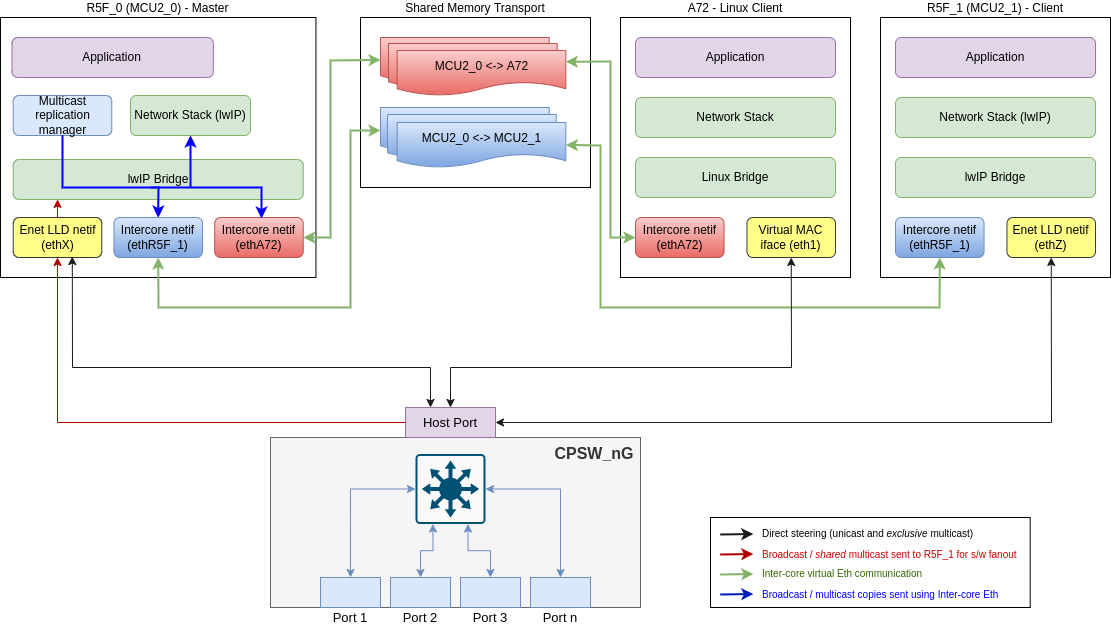 R5F_0 (MCU2_0) - Master
Shared Memory Transport
A72 - Linux Client
R5F_1 (MCU2_1) - Client
Application
Multicast
replication
manager
Network Stack (lwIP)
lwIP Bridge
Enet LLD netif
(ethX)
Intercore netif
(ethR5F_1)
Intercore netif
(ethA72)
MCU2_0 <-> A72
MCU2_0 <-> MCU2_1
Application
Network Stack
Linux Bridge
Intercore netif
(ethA72)
Virtual MAC
iface (eth1)
Application
Network Stack (lwIP)
lwIP Bridge
Intercore netif
(ethR5F_1)
Enet LLD netif
(ethZ)
Host Port
CPSW_nG
Port 1
Port 2
Port 3
Port n
Direct steering (unicast and exclusive multicast)
Broadcast / shared multicast sent to R5F_1 for s/w fanout
Inter-core virtual Eth communication
Broadcast / multicast copies sent using Inter-core Eth